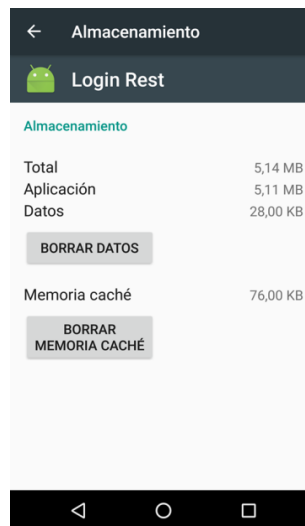 Almacenamiento
Login Rest
Almacenamiento
Total 5,14 MB
Aplicación 5,11 MB
Datos 28,00 KB
BORRAR DATOS
Memoria caché 76,00 KB
BORRAR
MEMORIA CACHÉ